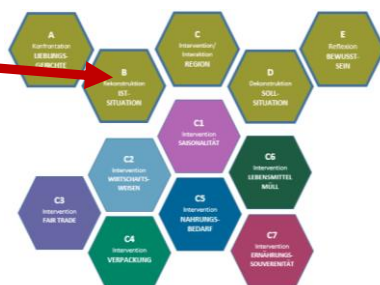 A
Konfrontation
LIEBLINGS-
GERICHTE
B
Rekonstruktion
IST-
SITUATION
C
Intervention/
Interaktion
REGION
D
Dekonstruktion
SOLL-
SITUATION
E
Reflexion
BEWUSST-
SEIN
C1
Intervention
SAISONALITÄT
C2
Intervention
WIRTSCHAFTS-
WEISEN
C3
Intervention
FAIR TRADE
C4
Intervention
VERPACKUNG
C5
Intervention
NAHRUNGS-
BEDARF
C6
Intervention
LEBENSMITTEL
MÜLL
C7
Intervention
ERNÄHRUNGS-
SOUVERENITÄT